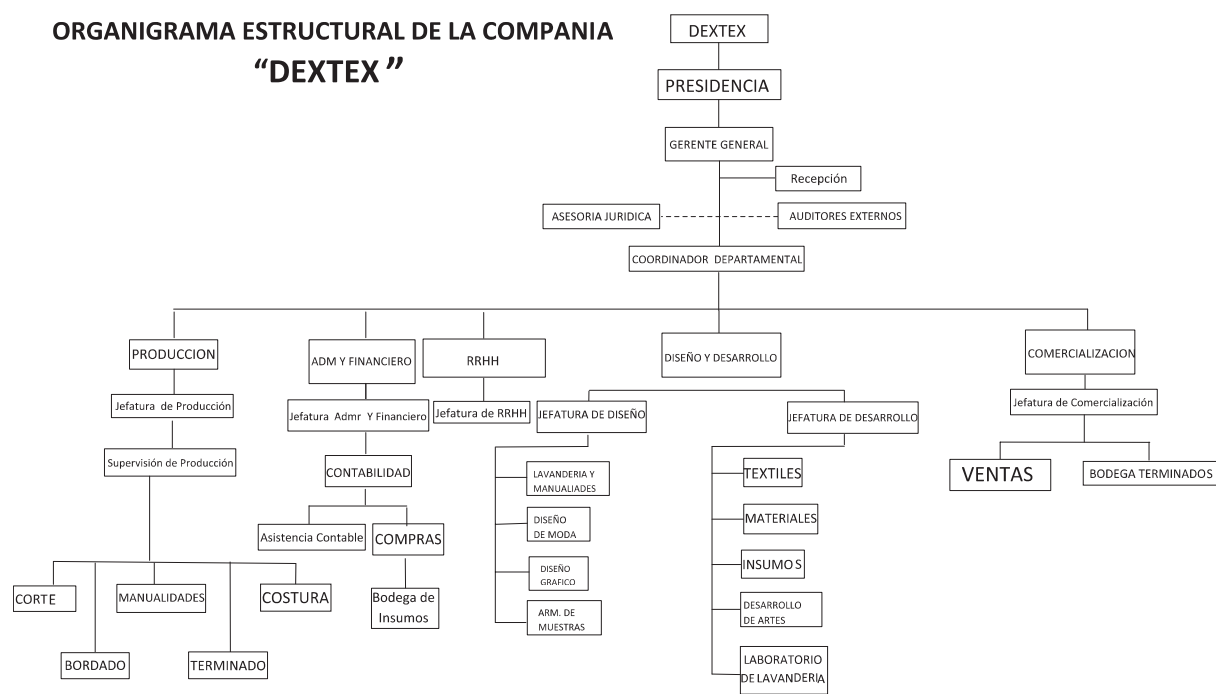 ORGANIGRAMA ESTRUCTURAL DE LA COMPANIA
“DEXTEX”
DEXTEX
PRESIDENCIA
GERENTE GENERAL
Recepción
ASESORIA JURIDICA
AUDITORES EXTERNOS
COORDINADOR DEPARTAMENTAL
PRODUCCION
ADM Y FINANCIERO
RRHH
DISEÑO Y DESARROLLO
COMERCIALIZACION
Jefatura de Producción
Jefatura Admr Y Financiero
Jefatura de RRHH
JEFATURA DE DISEÑO
JEFATURA DE DESARROLLO
Jefatura de Comercialización
Supervisión de Producción
CONTABILIDAD
LAVANDERIA Y
MANUALIADES
TEXTILES
VENTAS
BODEGA TERMINADOS
Asistencia Contable
COMPRAS
DISEÑO
DE MODA
MATERIALES
CORTE
MANUALIDADES
COSTURA
Bodega de
Insumos
DISEÑO
GRAFICO
INSUMOS
ARM. DE
MUESTRAS
DESARROLLO
DE ARTES
BORDADO
TERMINADO
LABORATORIO
DE LAVANDERIA